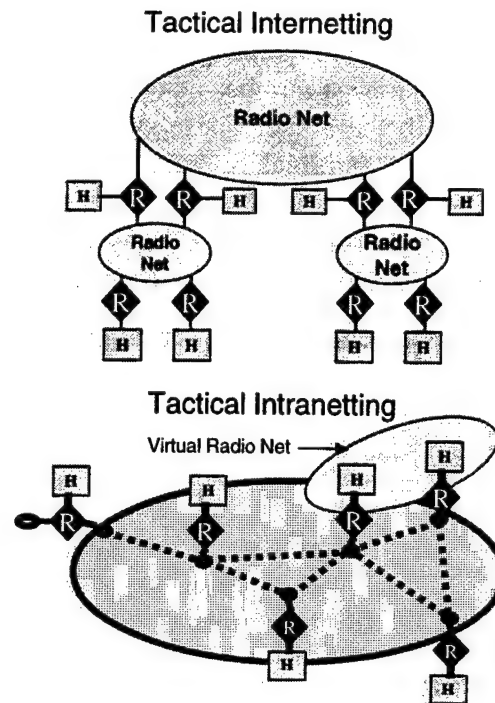 Tactical Internetting
Radio Net
H R R H H R R H
Radio
Net
Radio
Net
R R R R
H H H H
Tactical Intranetting
Virtual Radio Net
H
H
H
H
R
R
R
R
R
H
R
H